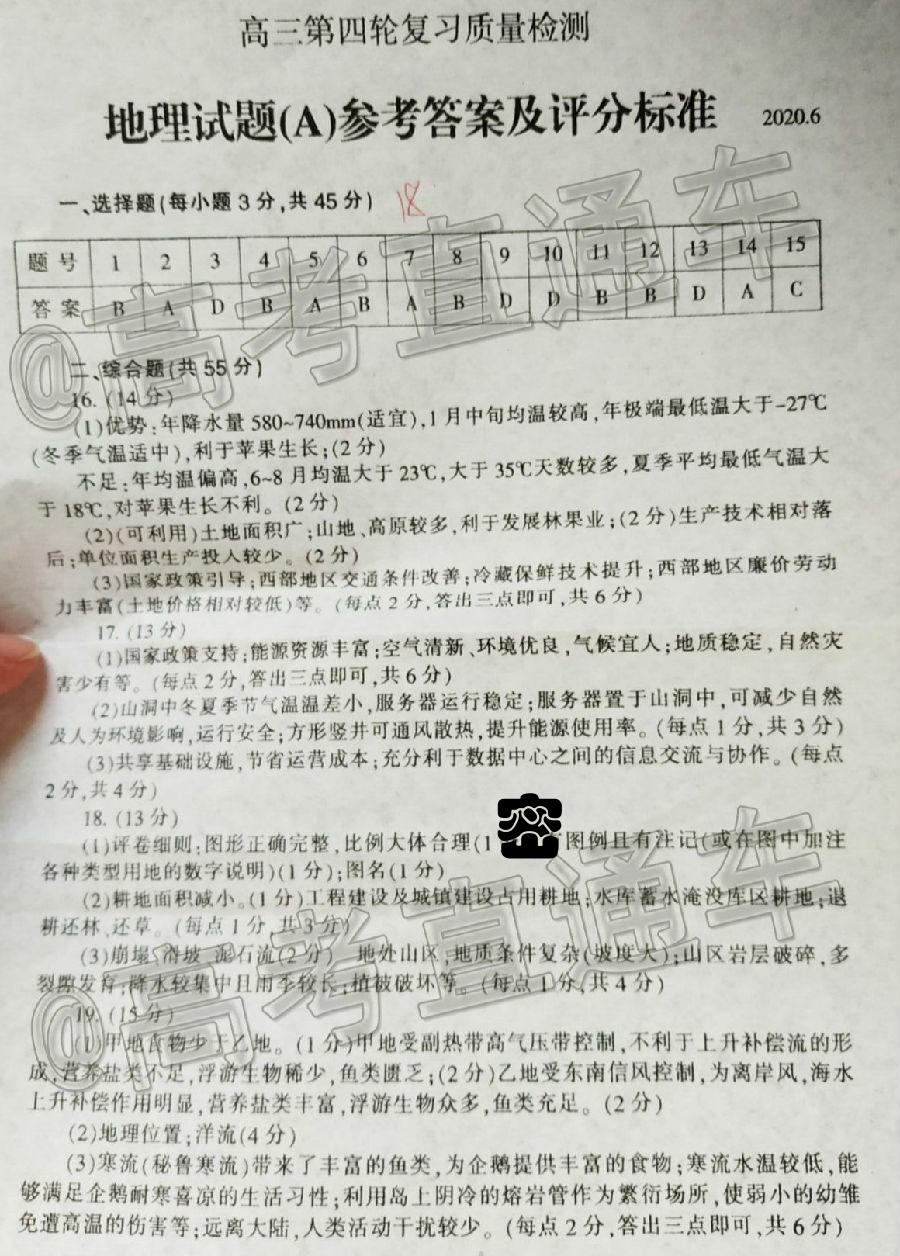 高三第四轮复习质量检测
地理试题(A)参考答案及评分标准 2020.6
一、选择题(每小题3分,共45分) 18
题号 1 2 3 4 5 6 7 8 9 10 11 12 13 14 15
答案 B A D B A B A B D D B B D A C
二、综合题(共55分)
16. (14分)
(1)优势:年降水量580~740mm(适宜),1月中旬均温较高,年极端最低温大于-27℃
(冬季气温适中),利于苹果生长;(2分)
不足:年均温偏高,6~8月均温大于23℃,大于35℃天数较多,夏季平均最低气温大
于18℃,对苹果生长不利。(2分)
(2)(可利用)土地面积广;山地、高原较多,利于发展林果业;(2分)生产技术相对落
后;单位面积生产投入较少。(2分)
(3)国家政策引导;西部地区交通条件改善;冷藏保鲜技术提升;西部地区廉价劳动
力丰富(土地价格相对较低)等。(每点2分,答出三点即可,共6分)
17. (13分)
(1)国家政策支持;能源资源丰富;空气清新、环境优良,气候宜人;地质稳定,自然灾
害少有等。(每点2分,答出三点即可,共6分)
(2)山洞中冬夏季节气温温差小,服务器运行稳定;服务器置于山洞中,可减少自然
及人为环境影响,运行安全;方形竖井可通风散热,提升能源使用率。(每点1分,共3分)
(3)共享基础设施,节省运营成本;充分利于数据中心之间的信息交流与协作。(每点
2分,共4分)
18. (13分)
(1)评卷细则:图形正确完整,比例大体合理(1 图例且有注记(或在图中加注
各种类型用地的数字说明)(1分);图名(1分)
(2)耕地面积减小。(1分)工程建设及城镇建设占用耕地;水库蓄水淹没库区耕地;退
耕还林、还草。(每点1分,共3分)
(3)崩塌、滑坡、泥石流(2分) 地处山区,地质条件复杂(坡度大);山区岩层破碎,多
裂隙发育;降水较集中且雨季较长;植被破坏等。(每点1分,共4分)
19. (15分)
(1)甲地食物少于乙地。(1分)甲地受副热带高气压带控制,不利于上升补偿流的形
成,营养盐类不足,浮游生物稀少,鱼类匮乏;(2分)乙地受东南信风控制,为离岸风,海水
上升补偿作用明显,营养盐类丰富,浮游生物众多,鱼类充足。(2分)
(2)地理位置;洋流(4分)
(3)寒流(秘鲁寒流)带来了丰富的鱼类,为企鹅提供丰富的食物;寒流水温较低,能
够满足企鹅耐寒喜凉的生活习性;利用岛上阴冷的熔岩管作为繁衍场所,使弱小的幼雏
免遭高温的伤害等;远离大陆,人类活动干扰较少。(每点2分,答出三点即可,共6分)
@高考直通车
@高考直通车